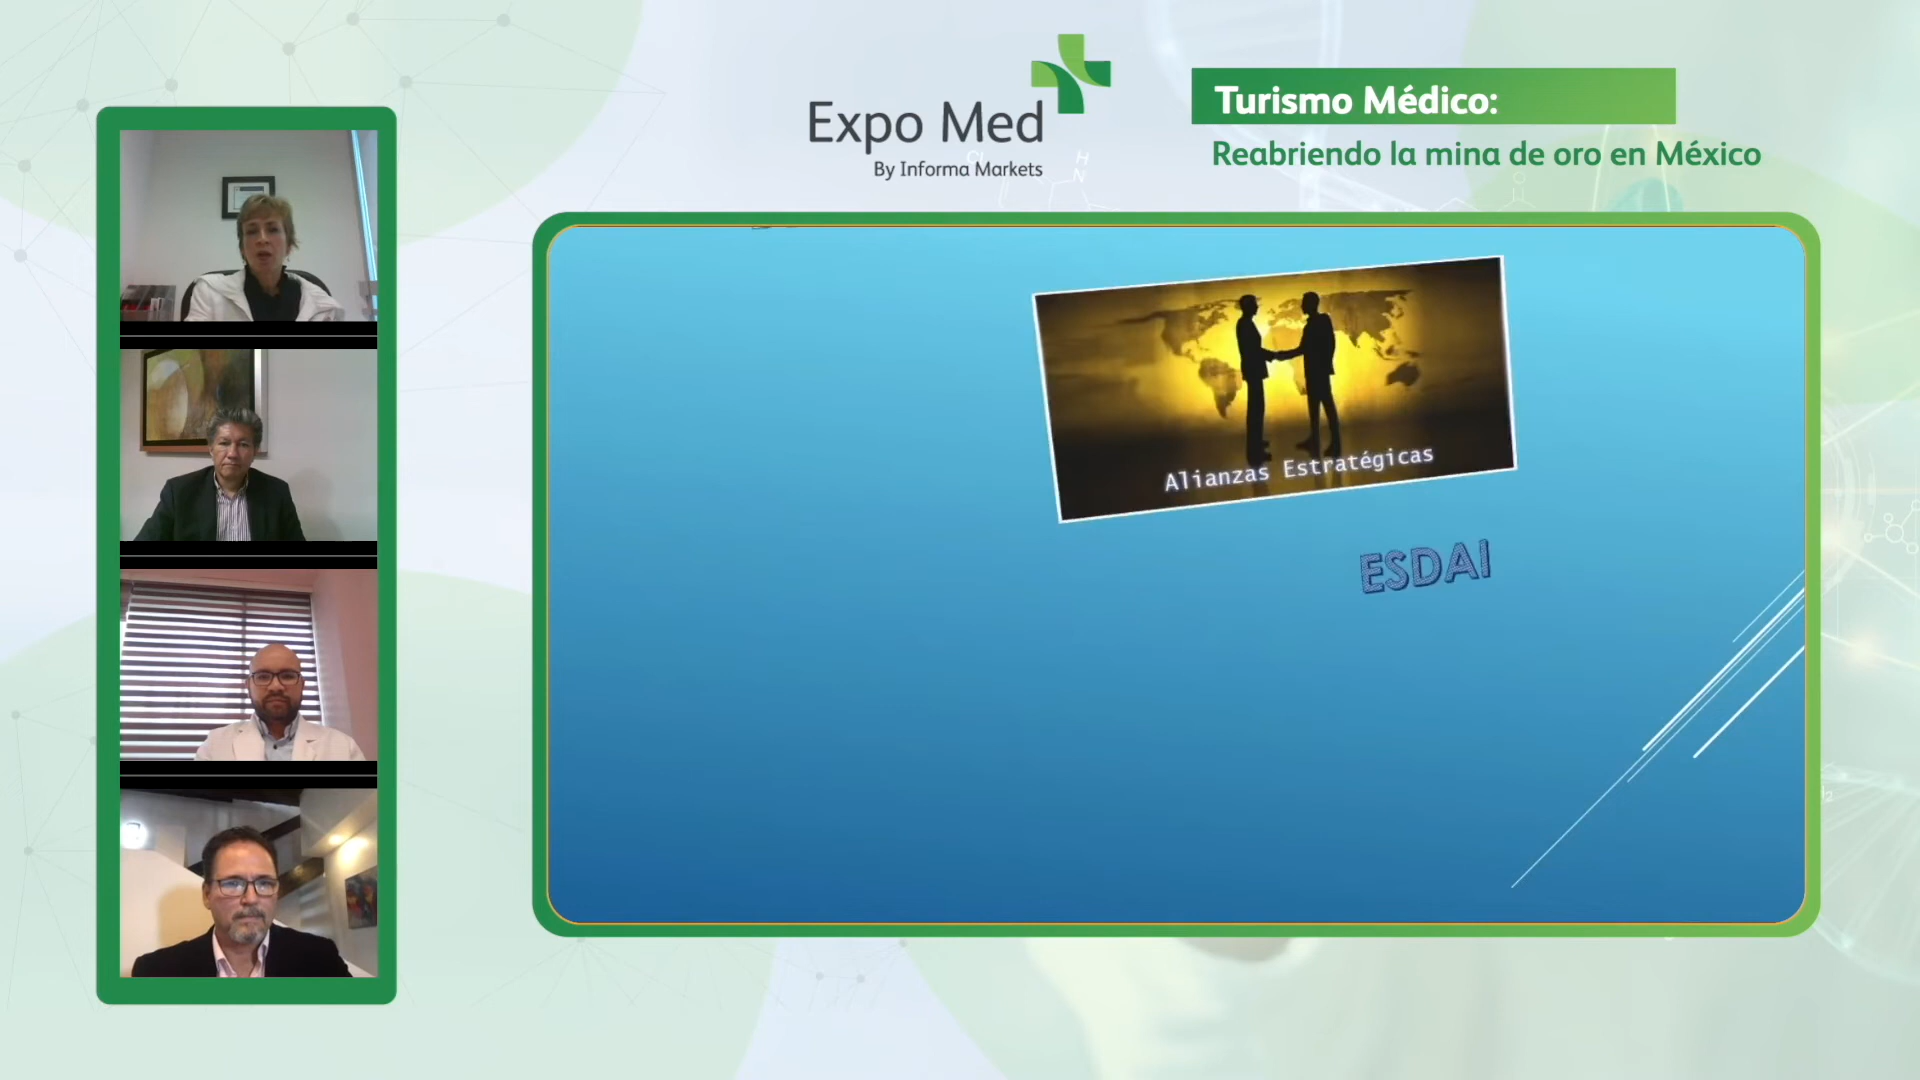 Expo Med
By Informa Markets
Turismo Médico:
Reabriendo la mina de oro en México
Alianzas Estratégicas
ESDAI